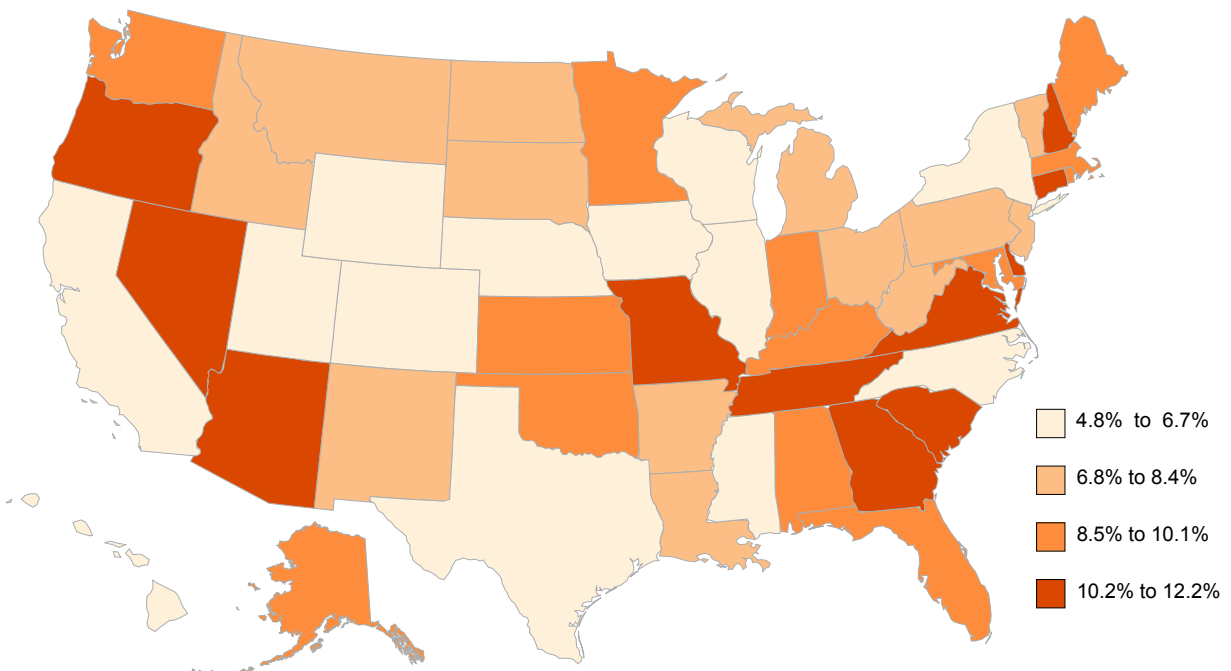 4.8% to 6.7%
6.8% to 8.4%
8.5% to 10.1%
10.2% to 12.2%